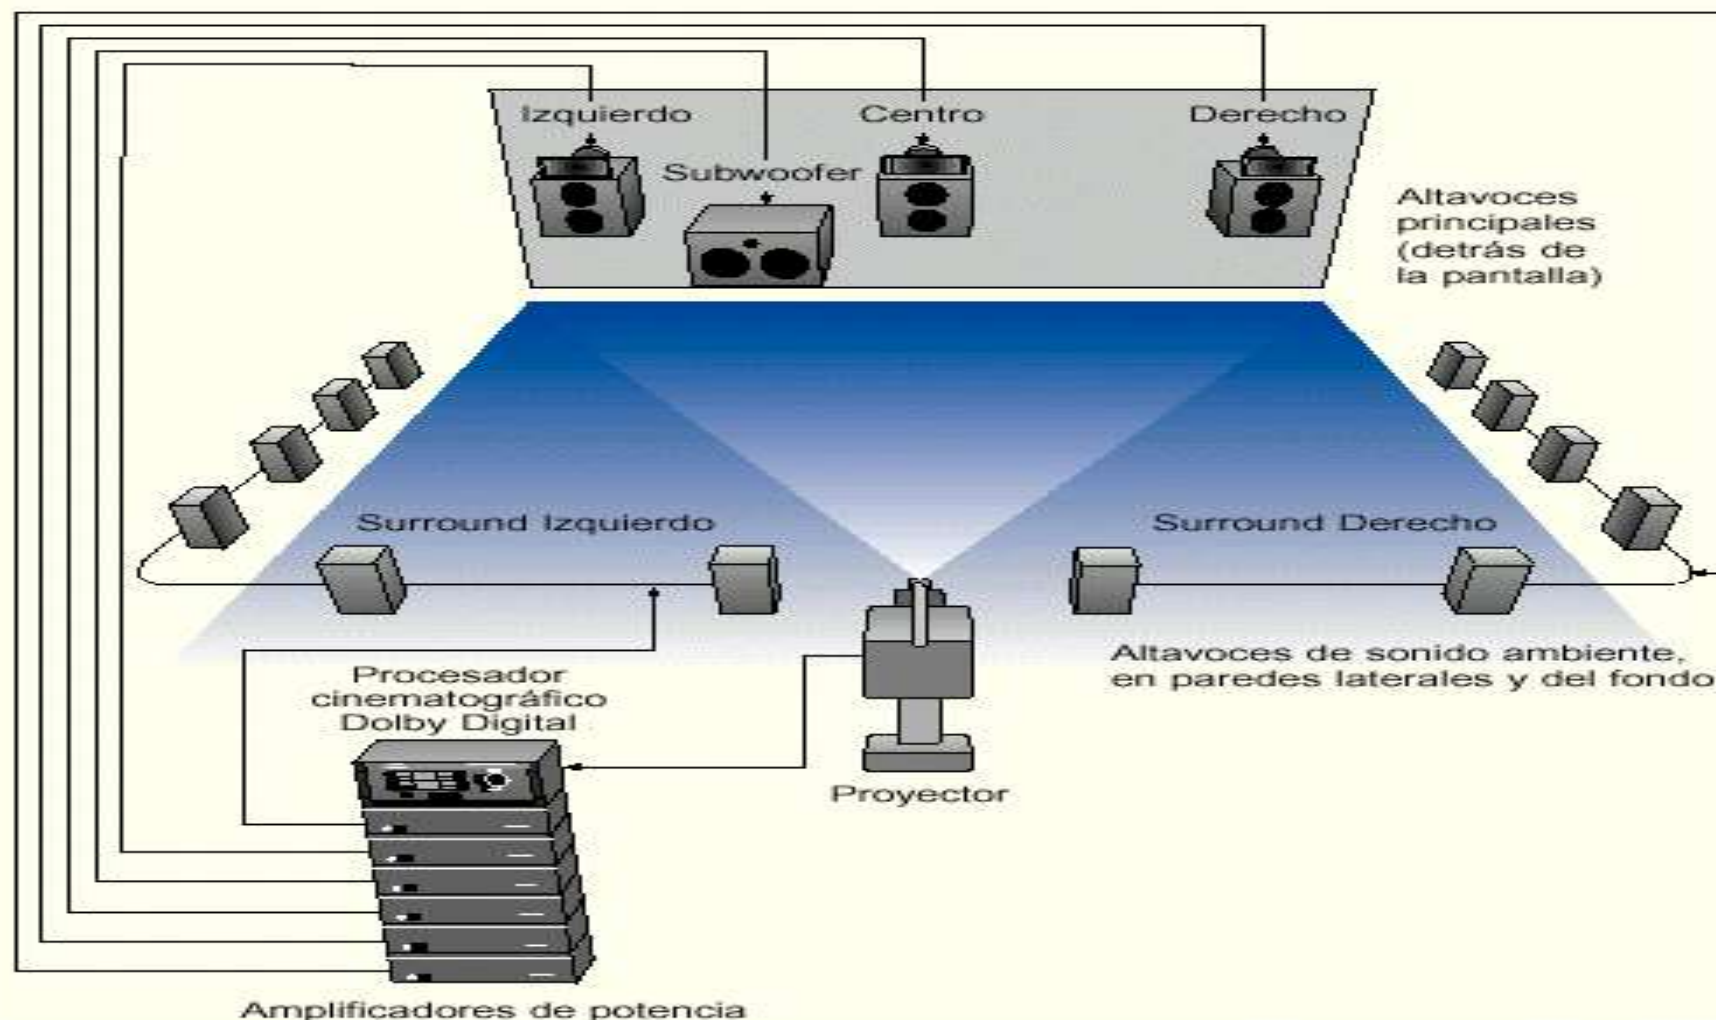 Izquierdo
Centro
Derecho
Subwoofer
Altavoces
principales
(detrás de
la pantalla)
Surround Izquierdo
Surround Derecho
Altavoces de sonido ambiente,
en paredes laterales y del fondo
Procesador
cinematográfico
Dolby Digital
Proyector
Amplificadores de potencia